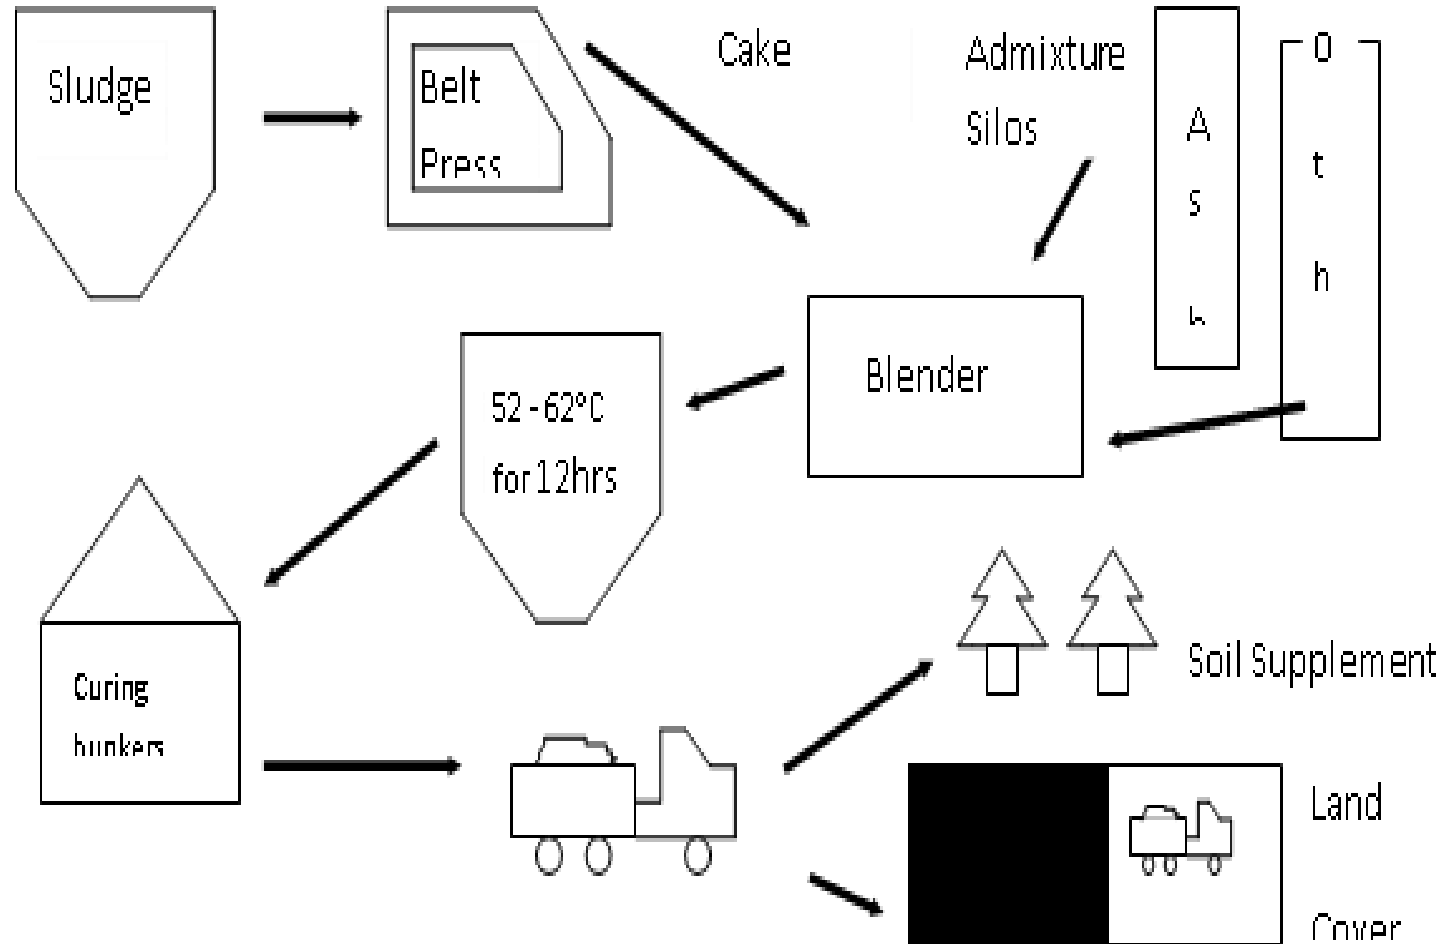 Sludge
Belt
Press
Cake
Admixture
Silos
A
s
O
t
h
Blender
52 - 62°C
for 12hrs
Curing
bunkers
Soil Supplement
Land
Cover